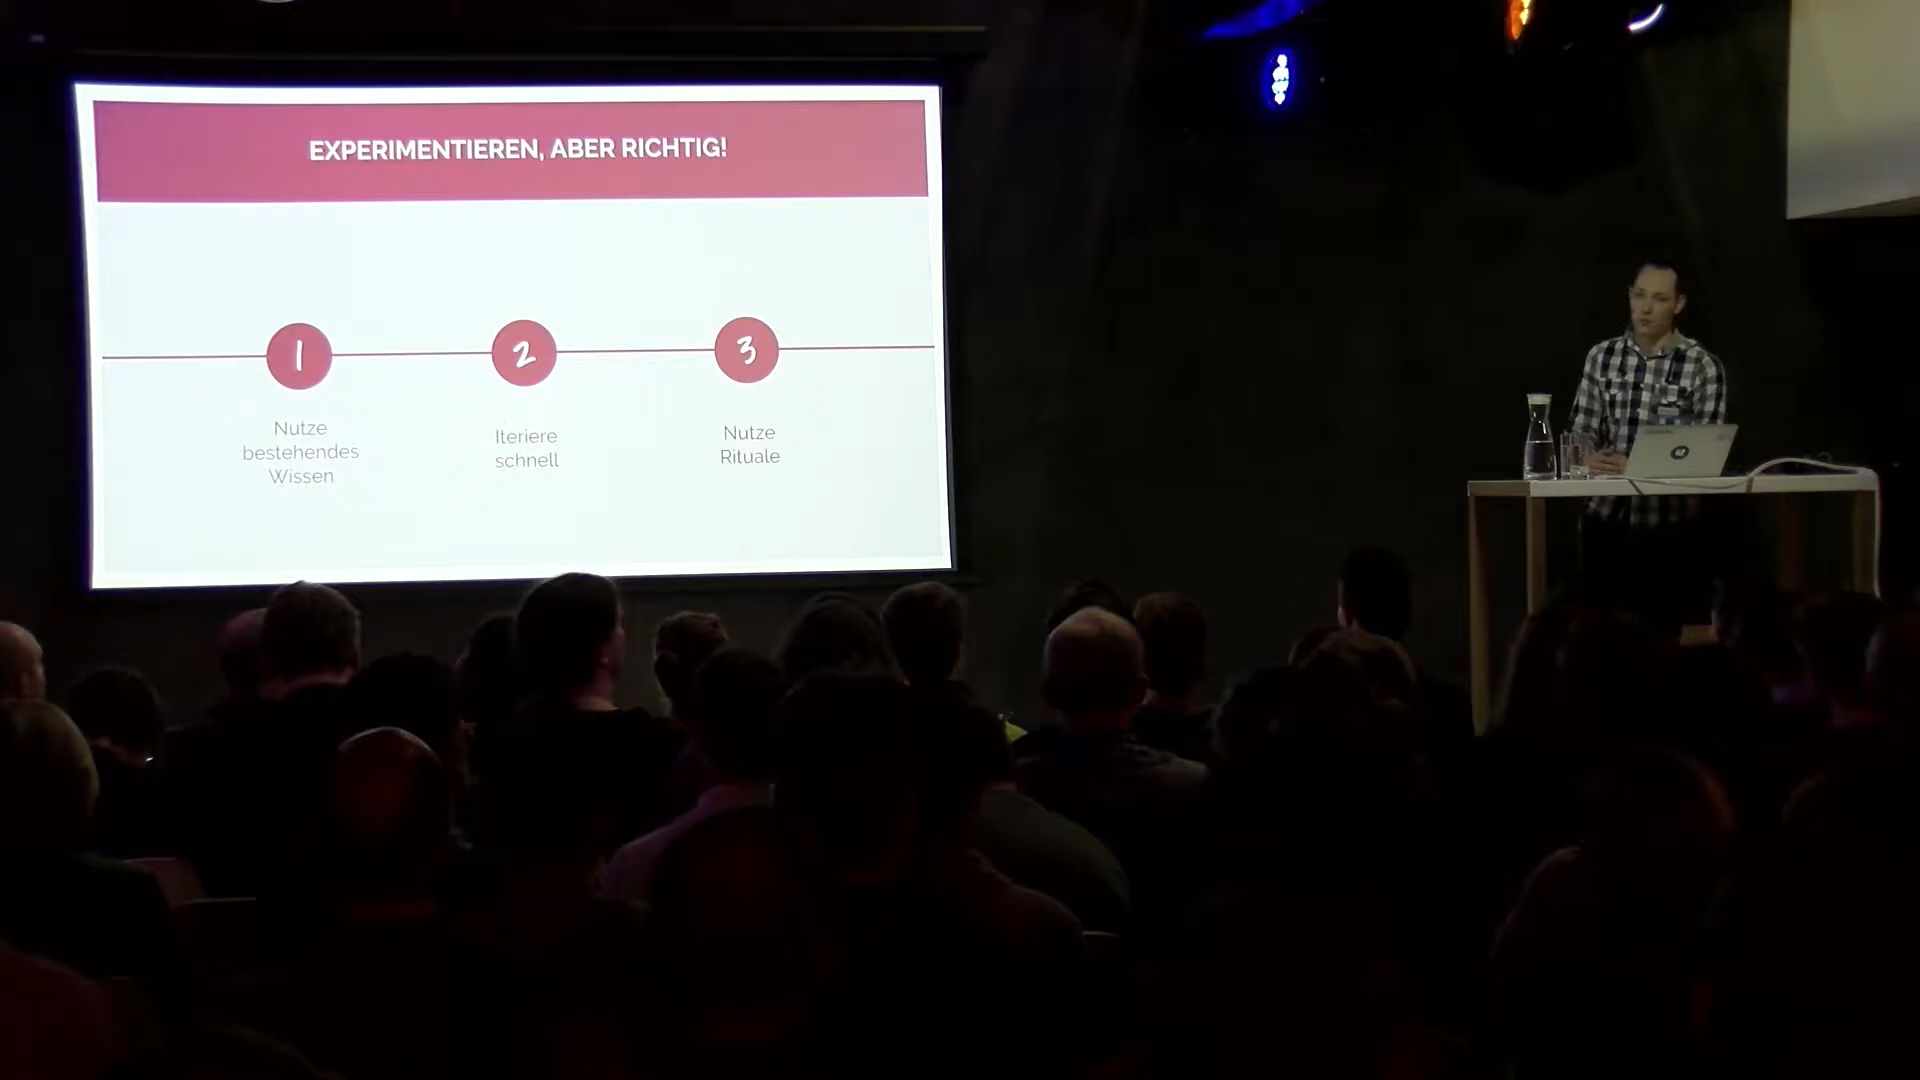 EXPERIMENTIEREN, ABER RICHTIG!
1
2
3
Nutze
bestehendes
Wissen
Iteriere
schnell
Nutze
Rituale